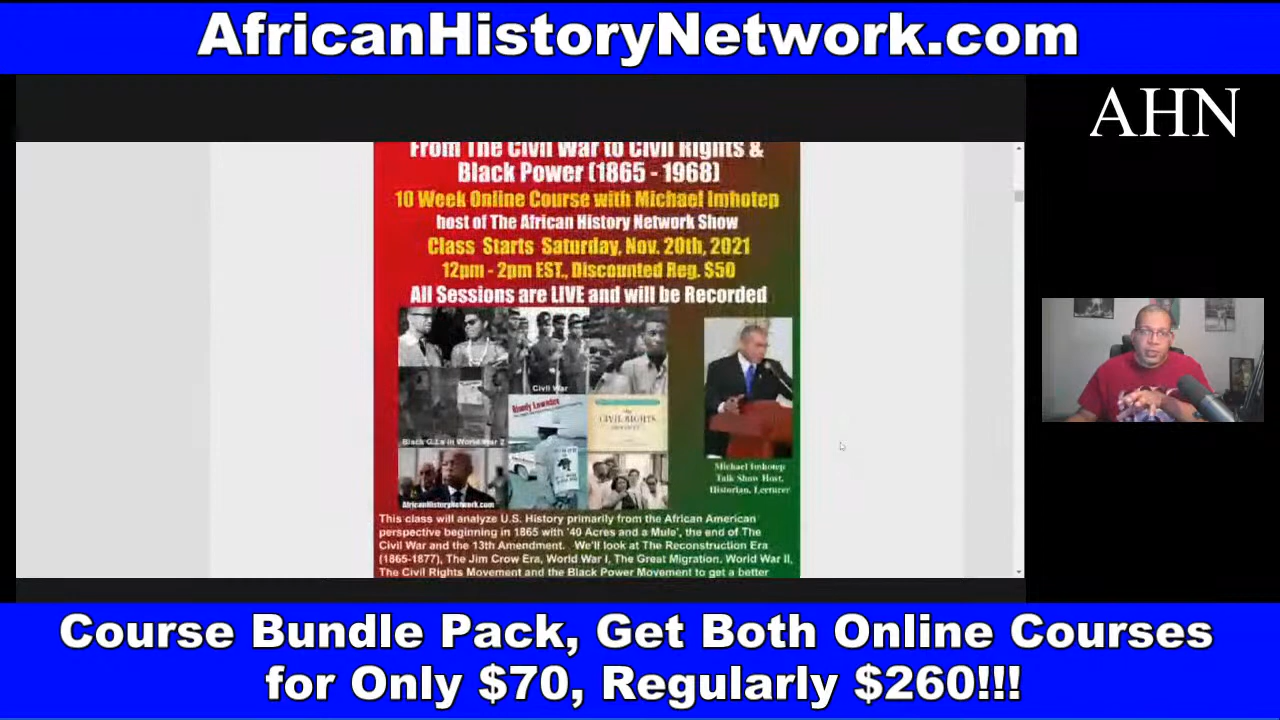 AfricanHistoryNetwork.com
AHN
From The Civil War to Civil Rights &
Black Power (1865 - 1968)
10 Week Online Course with Michael Imhotep
host of The African History Network Show
Class Starts Saturday, Nov. 20th, 2021
12pm - 2pm EST., Discounted Reg. $50
All Sessions are LIVE and will be Recorded
Civil War
Black G.I.s in World War 2
Bloody Lowndes
The
CIVIL RIGHTS
AfricanHistoryNetwork.com
Michael Imhotep
Talk Show Host,
Historian, Lecturer
This class will analyze U.S. History primarily from the African American
perspective beginning in 1865 with '40 Acres and a Mule', the end of The
Civil War and the 13th Amendment. We'll look at The Reconstruction Era
(1865-1877), The Jim Crow Era, World War I, The Great Migration, World War II,
The Civil Rights Movement and the Black Power Movement to get a better
Course Bundle Pack, Get Both Online Courses
for Only $70, Regularly $260!!!